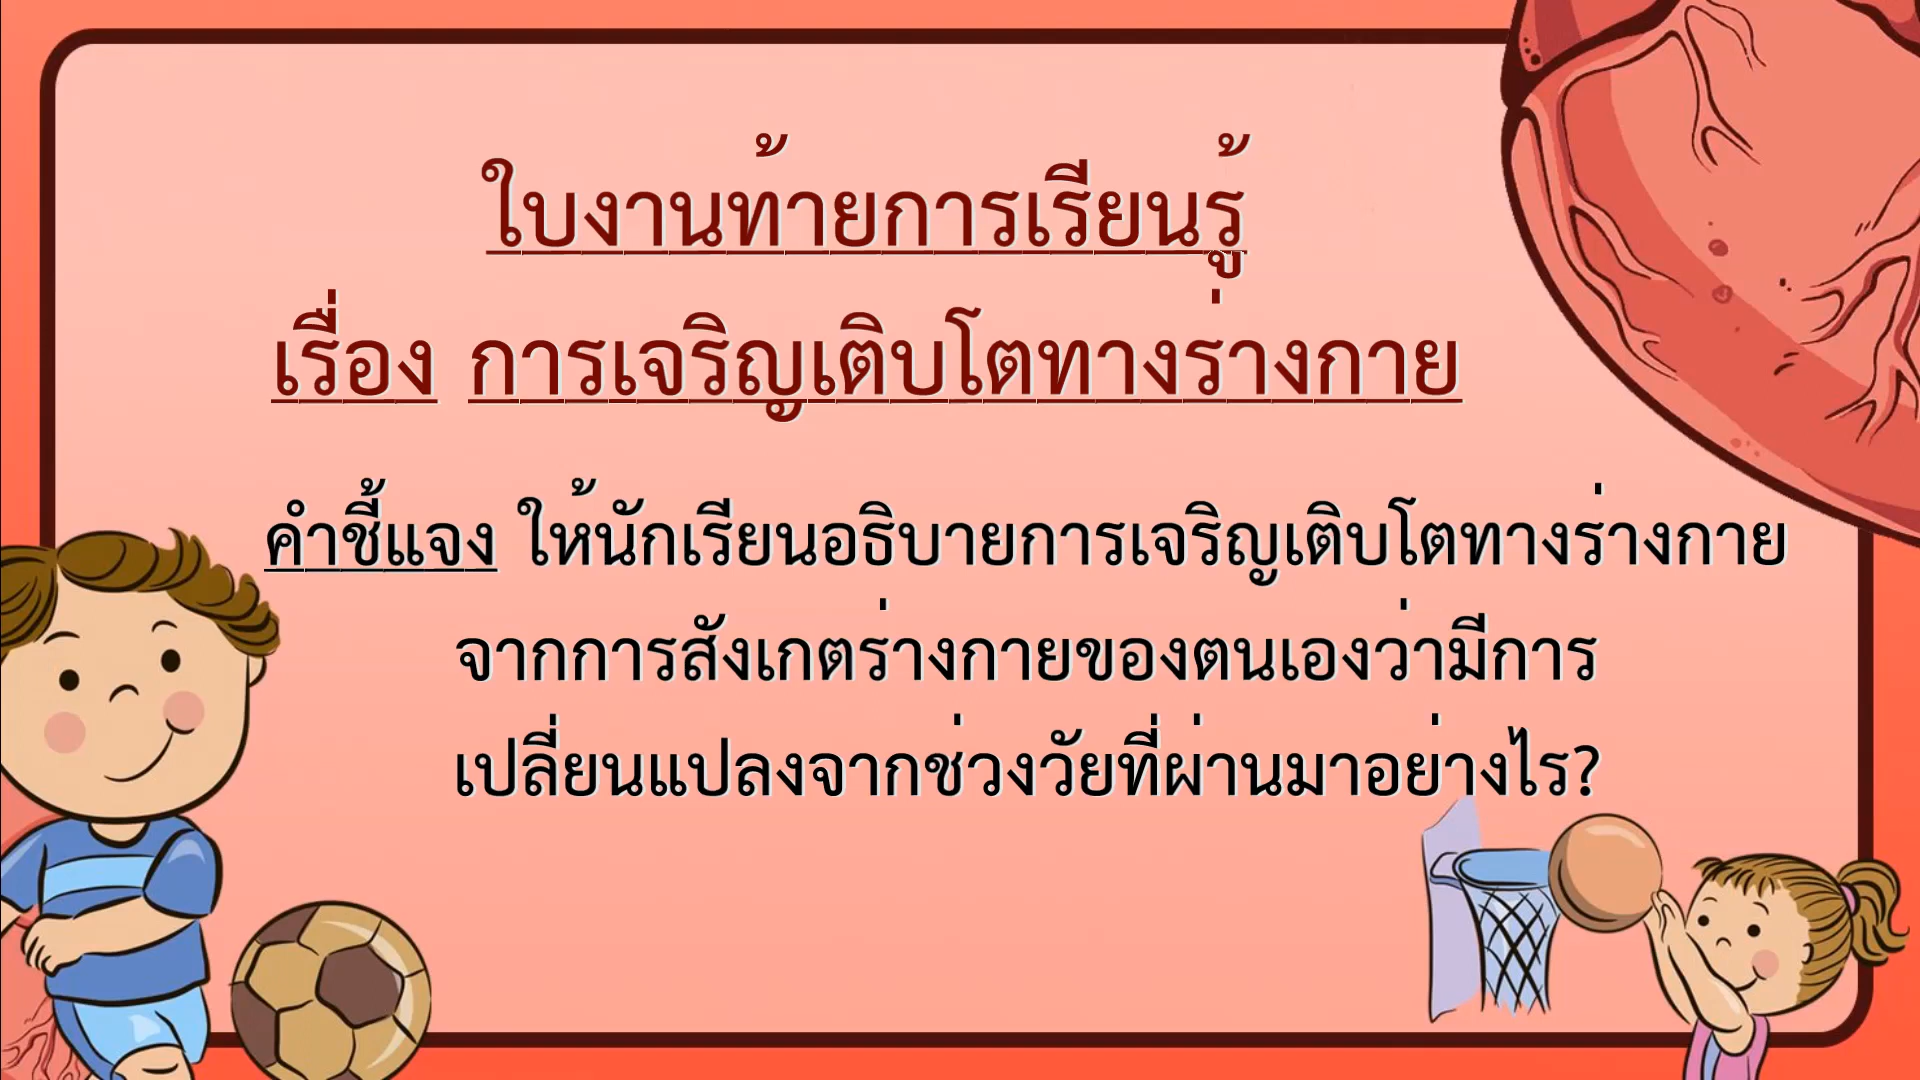 ใบงานท้ายการเรียนรู้
เรื่อง การเจริญเติบโตทางร่างกาย
คำชี้แจง ให้นักเรียนอธิบายการเจริญเติบโตทางร่างกาย
จากการสังเกตร่างกายของตนเองว่ามีการ
เปลี่ยนแปลงจากช่วงวัยที่ผ่านมาอย่างไร?